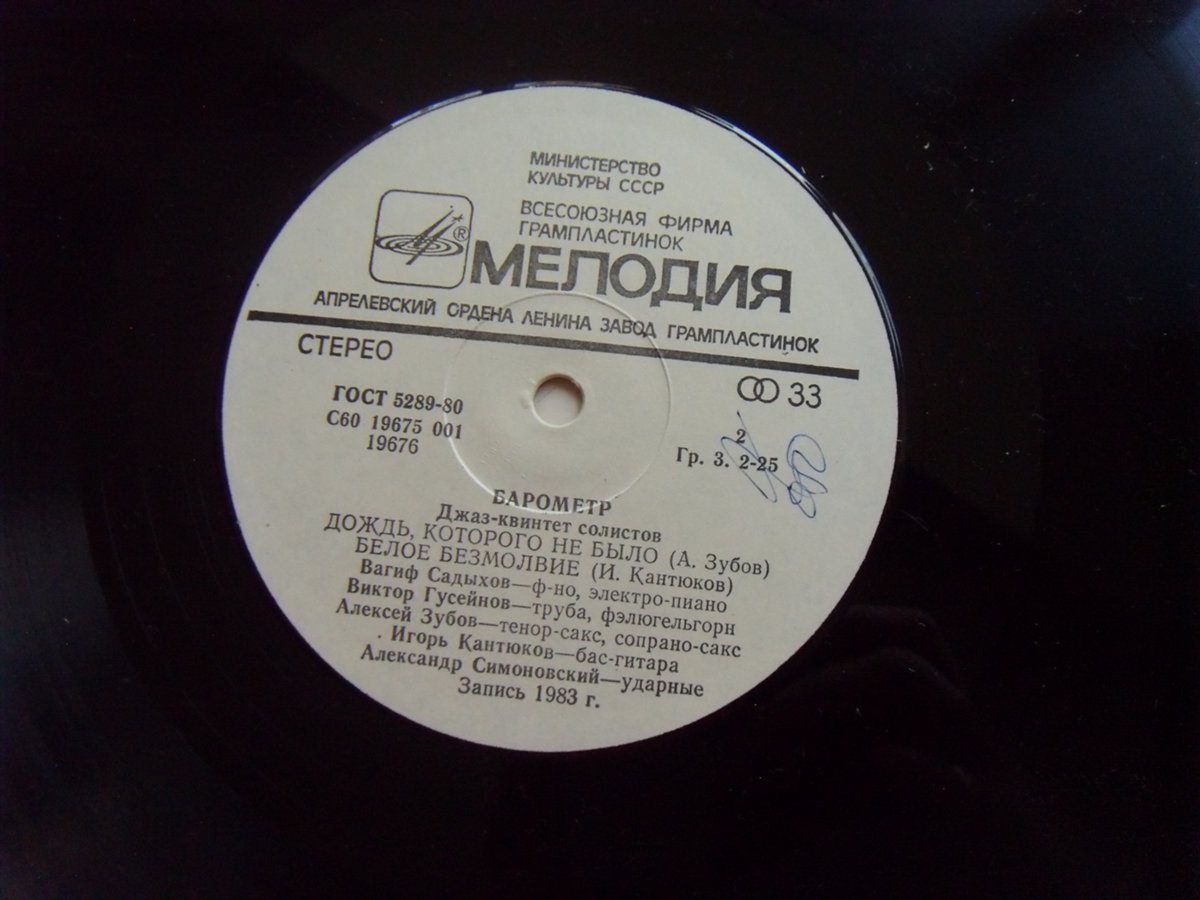 МИНИСТЕРСТВО
КУЛЬТУРЫ СССР
ВСЕСОЮЗНАЯ ФИРМА
ГРАМПЛАСТИНОК
® МЕЛОДИЯ
АПРЕЛЕВСКИЙ ОРДЕНА ЛЕНИНА ЗАВОД ГРАМПЛАСТИНОК
СТЕРЕО
33
ГОСТ 5289-80
С60 19675 001
19676
2
Гр. 3. 2-25
БАРОМЕТР
Джаз-квинтет солистов
ДОЖДЬ, КОТОРОГО НЕ БЫЛО (А. Зубов)
БЕЛОЕ БЕЗМОЛВИЕ (И. Кантюков)
Вагиф Садыхов—ф-но, электро-пиано
Виктор Гусейнов—труба, фэлюгельгорн
Алексей Зубов—тенор-сакс, сопрано-сакс
Игорь Кантюков—бас-гитара
Александр Симоновский—ударные
Запись 1983 г.